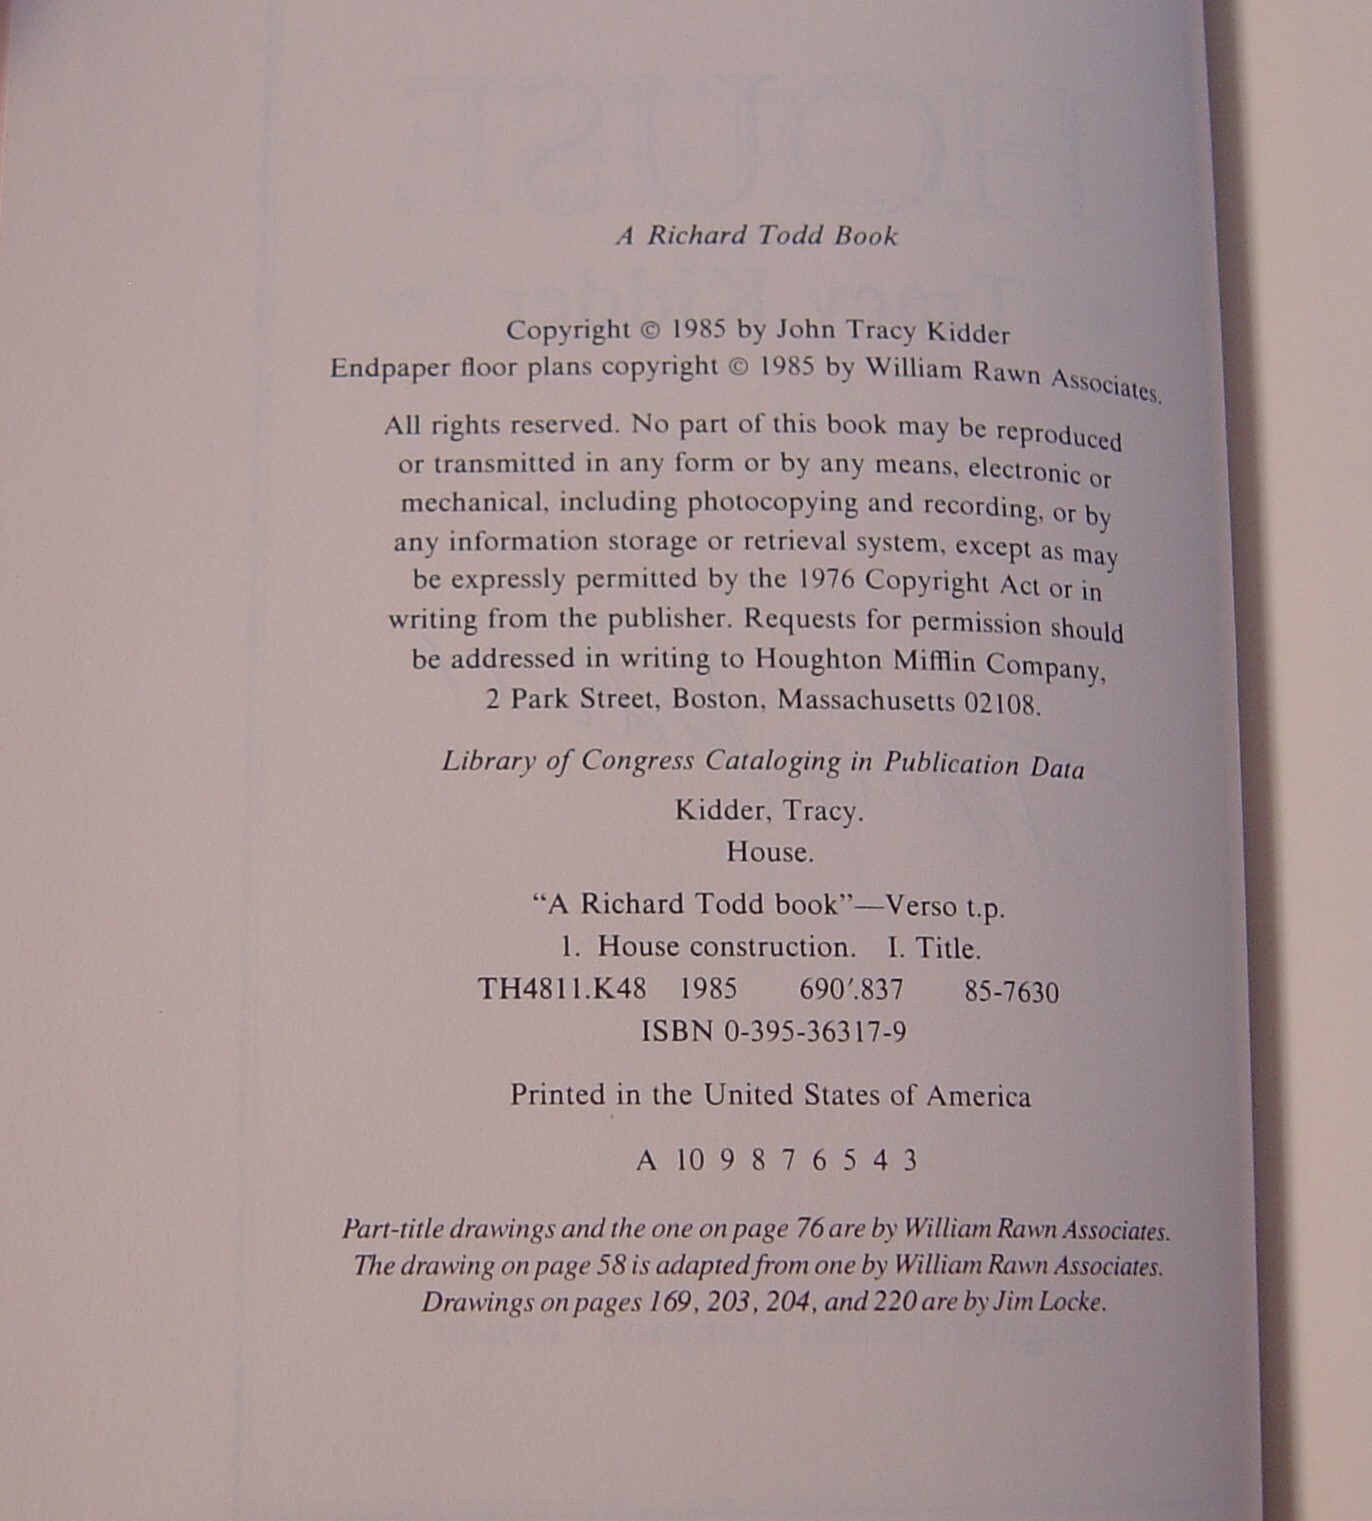 A Richard Todd Book
Copyright © 1985 by John Tracy Kidder
Endpaper floor plans copyright © 1985 by William Rawn Associates.
All rights reserved. No part of this book may be reproduced
or transmitted in any form or by any means, electronic or
mechanical, including photocopying and recording, or by
any information storage or retrieval system, except as may
be expressly permitted by the 1976 Copyright Act or in
writing from the publisher. Requests for permission should
be addressed in writing to Houghton Mifflin Company,
2 Park Street, Boston, Massachusetts 02108.
Library of Congress Cataloging in Publication Data
Kidder, Tracy.
House.
“A Richard Todd book”—Verso t.p.
1. House construction. I. Title.
TH4811.K48 1985 690′.837 85-7630
ISBN 0-395-36317-9
Printed in the United States of America
A 10 9 8 7 6 5 4 3
Part-title drawings and the one on page 76 are by William Rawn Associates.
The drawing on page 58 is adapted from one by William Rawn Associates.
Drawings on pages 169, 203, 204, and 220 are by Jim Locke.